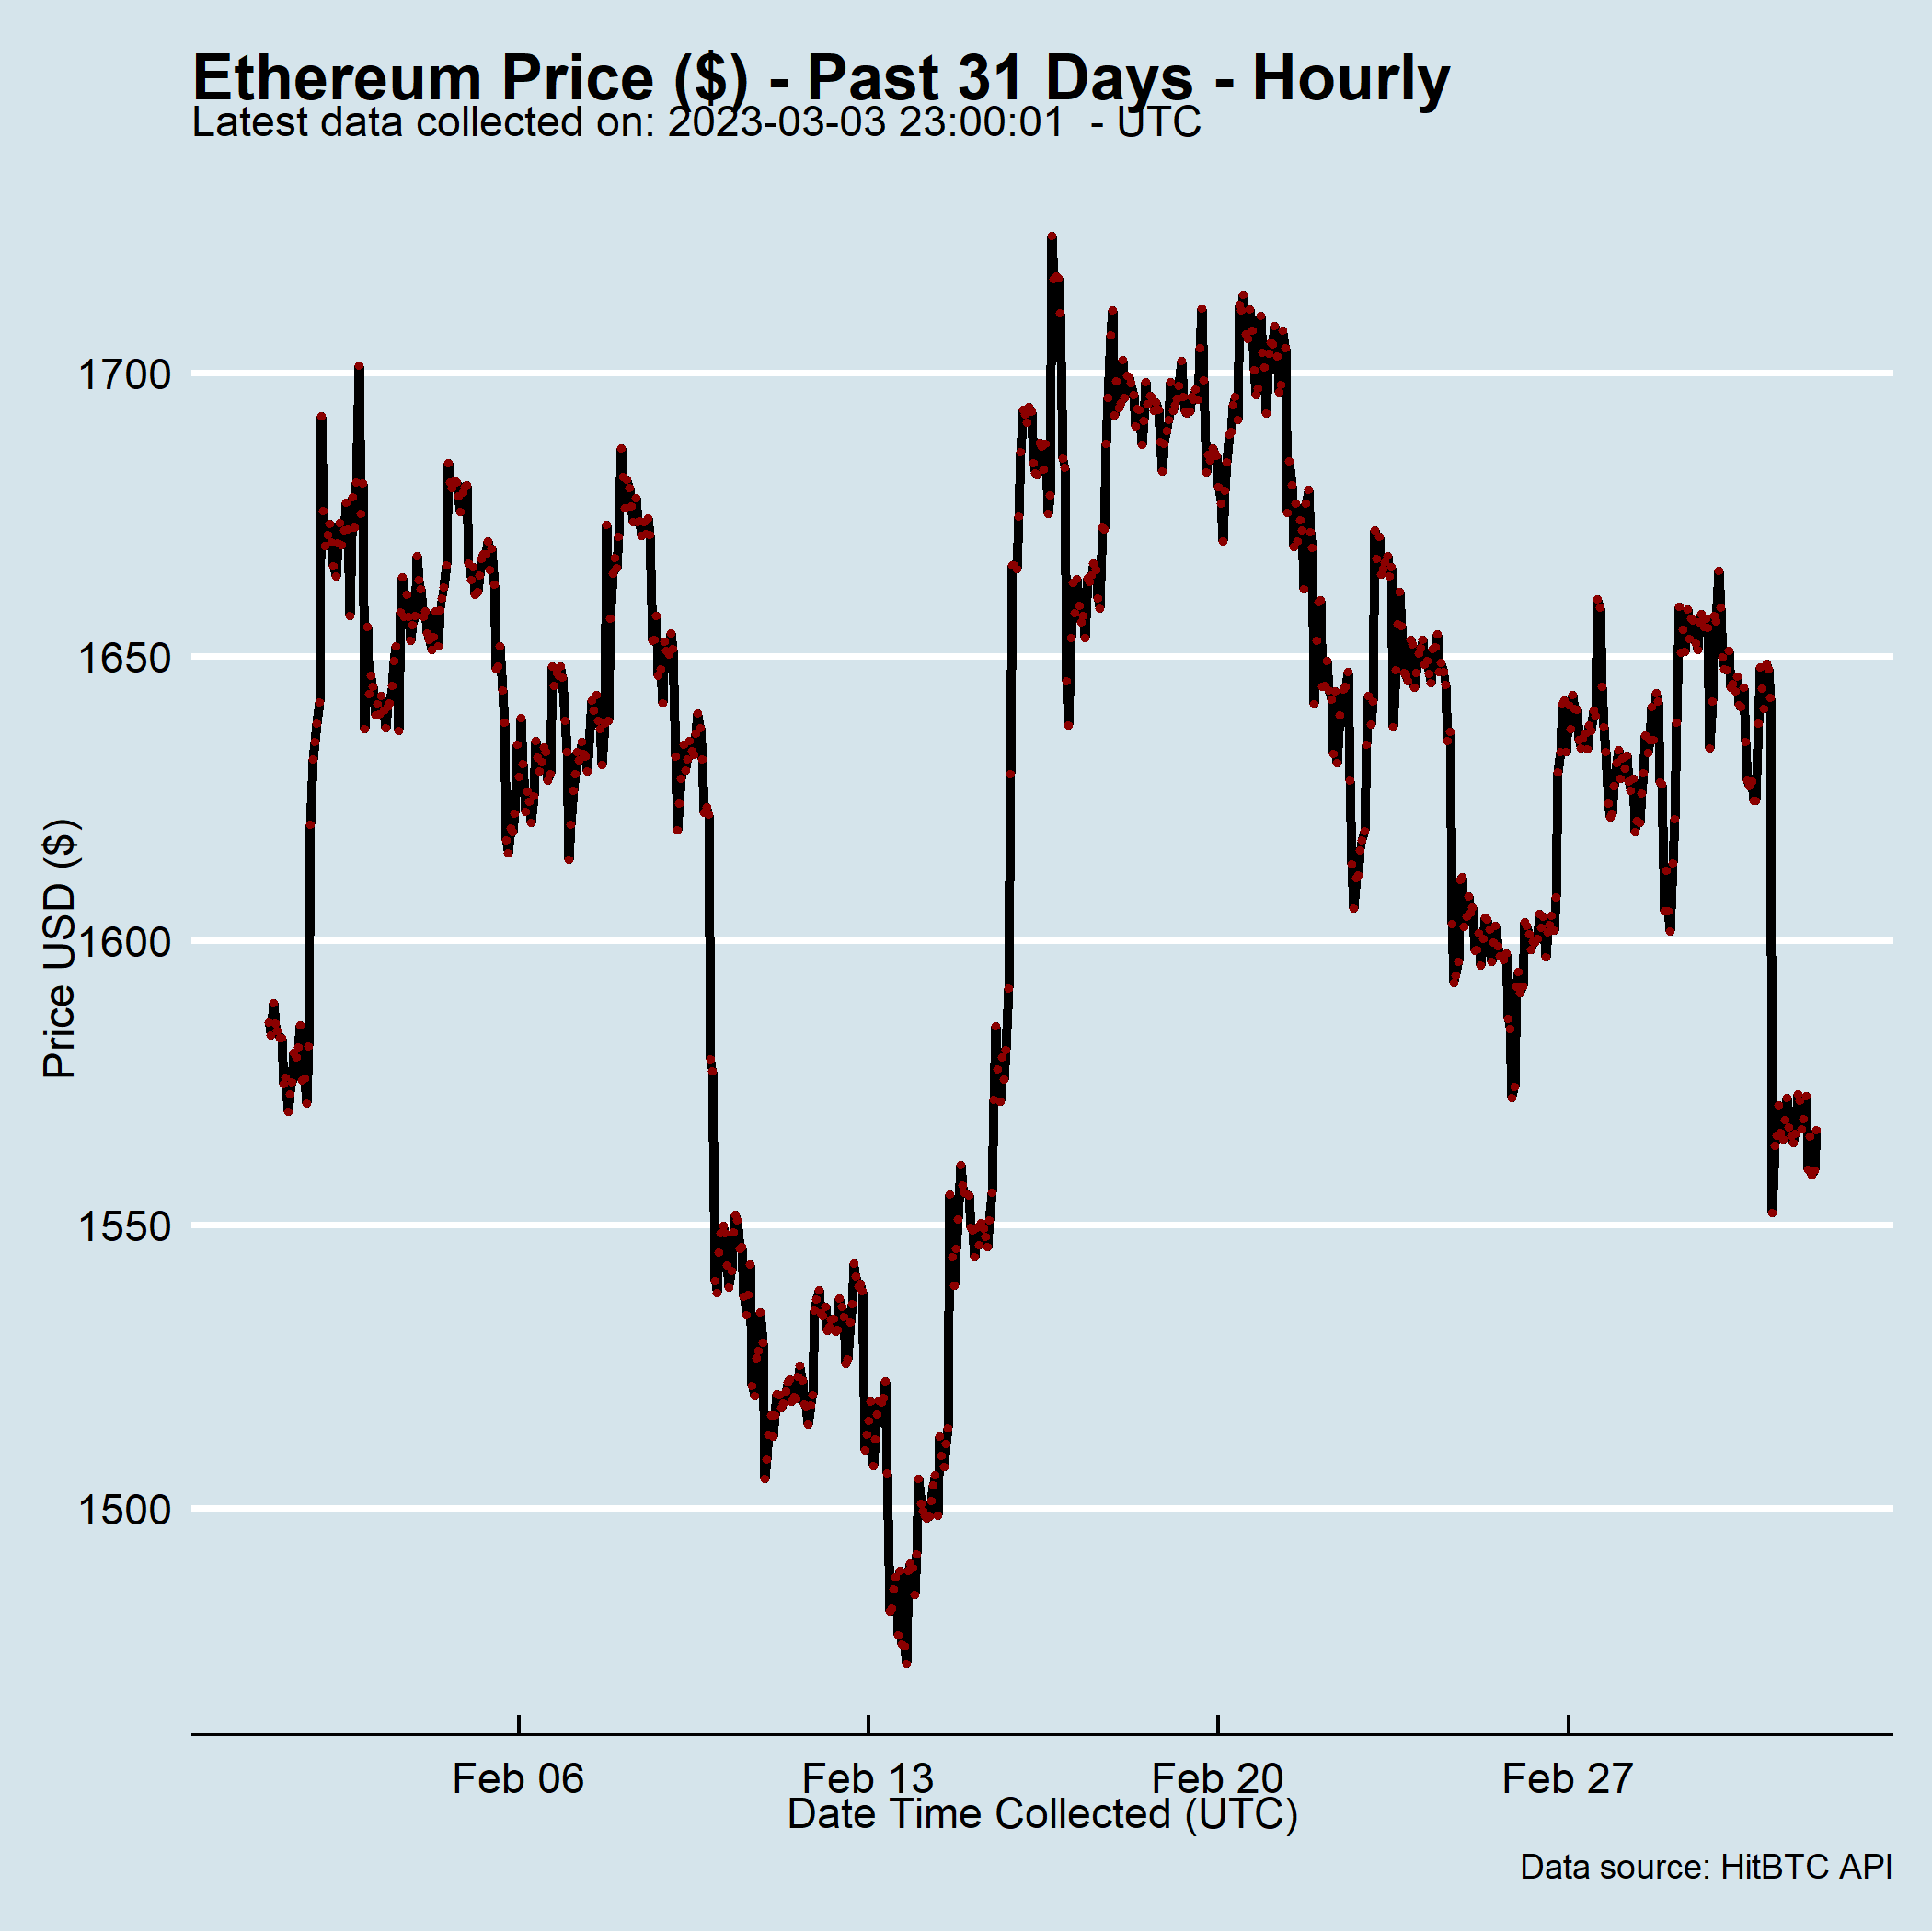 Ethereum Price ($) - Past 31 Days - Hourly
Latest data collected on: 2023-03-03 23:00:01  - UTC
1700
1650
1600
1550
1500
Price USD ($)
Feb 06
Feb 13
Feb 20
Feb 27
Date Time Collected (UTC)
Data source: HitBTC API